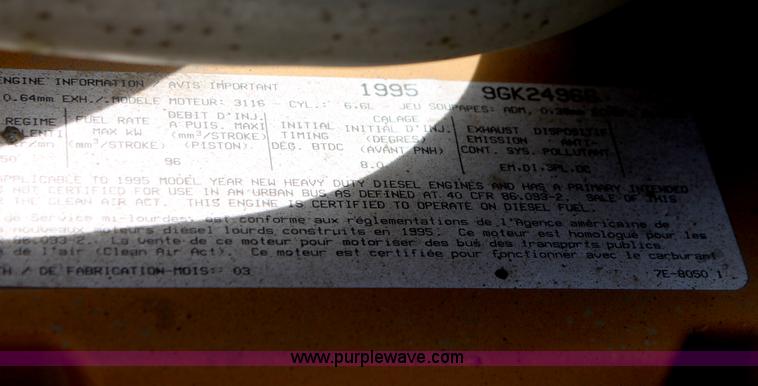 ENGINE INFORMATION AVIS IMPORTANT 1995
0.64mm EXH./.MODELE MOTEUR: 3116 - CYL.: 6.6L - JEU SOUPAPES: ADM,
REGIME FUEL RATE DEBIT D'INJ. CALAGE
MAX KW A PUIS. MAXI INITIAL INITIAL D'INJ. EXHAUST DISPOSITIF
(mm³/STROKE) (mm³/STROKE) TIMING (DEGRES) EMISSION ANTI-
(PISTON). DEG. BTDC (AVANT PNH) CONT. SYS. POLLUTANT
96 8.0 EM.DI.3PL.DE
APPLICABLE TO 1995 MODEL YEAR NEW HEAVY DUTY DIESEL ENGINES AND HAS A PRIMARY INTENDED
NOT CERTIFIED FOR USE IN AN URBAN BUS AS DEFINED AT 40 CFR 86.093-2. SALE OF THIS
THE CLEAN AIR ACT. THIS ENGINE IS CERTIFIED TO OPERATE ON DIESEL FUEL.
de Service mi-lourdes: est conforme aux réglementations de l'Agence américaine de
nouveaux moteurs diesel lourds construits en 1995. Ce moteur est homologué pour les
86.093-2. La vente de ce moteur pour motoriser des bus des transports publics
de l'air (Clean Air Act). Ce moteur est certifiée pour fonctionner avec le carburant
/ DE FABRICATION-MOIS: 03 7E-8050 1
www.purplewave.com